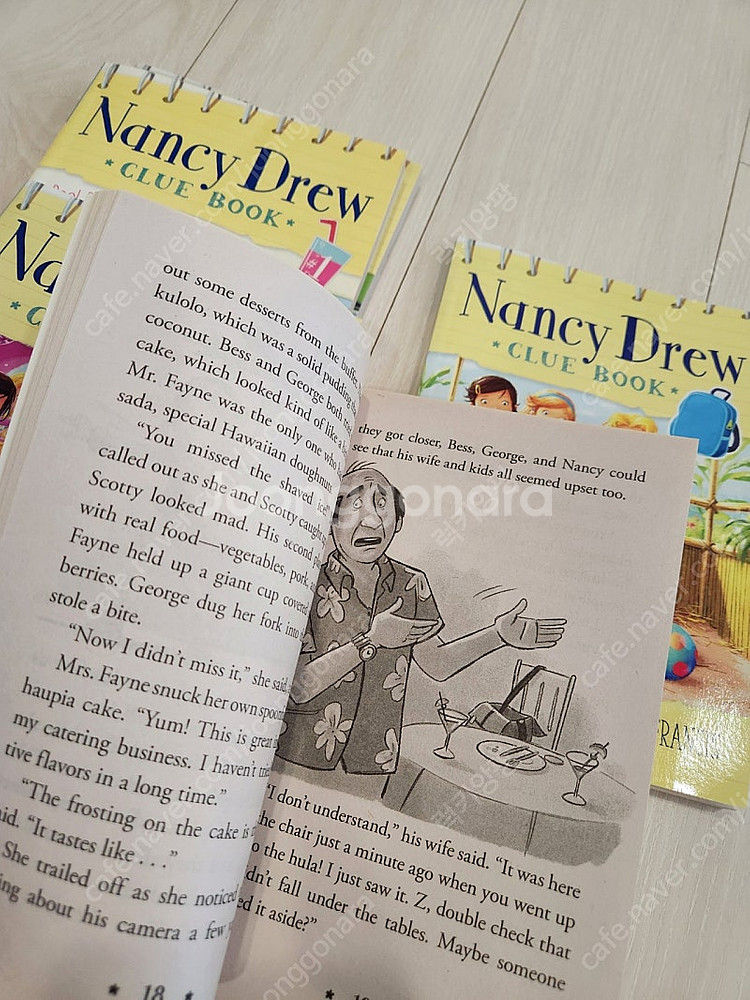 Nancy Drew
CLUE BOOK
Na
C
Nancy Drew
CLUE BOOK
out some desserts from the buffet,
kulolo, which was a solid pudding
coconut. Bess and George both
cake, which looked kind of like a
Mr. Fayne was the only one who
sada, special Hawaiian doughnuts
"You missed the shaved ice!"
called out as she and Scotty caught
Scotty looked mad. His second
with real food—vegetables, pork,
Fayne held up a giant cup covered
berries. George dug her fork into
stole a bite.
"Now I didn't miss it," she said
Mrs. Fayne snuck her own spoon
haupia cake. "Yum! This is great
my catering business. I haven't
tive flavors in a long time."
"The frosting on the cake is
aid. "It tastes like . . ."
She trailed off as she noticed
ing about his camera a few
* 18 *
they got closer, Bess, George, and Nancy could
see that his wife and kids all seemed upset too.
"I don't understand," his wife said. "It was here
the chair just a minute ago when you went up
o the hula! I just saw it. Z, double check that
dn't fall under the tables. Maybe someone
ed it aside?"
joonggonara
cafe.naver.com/j